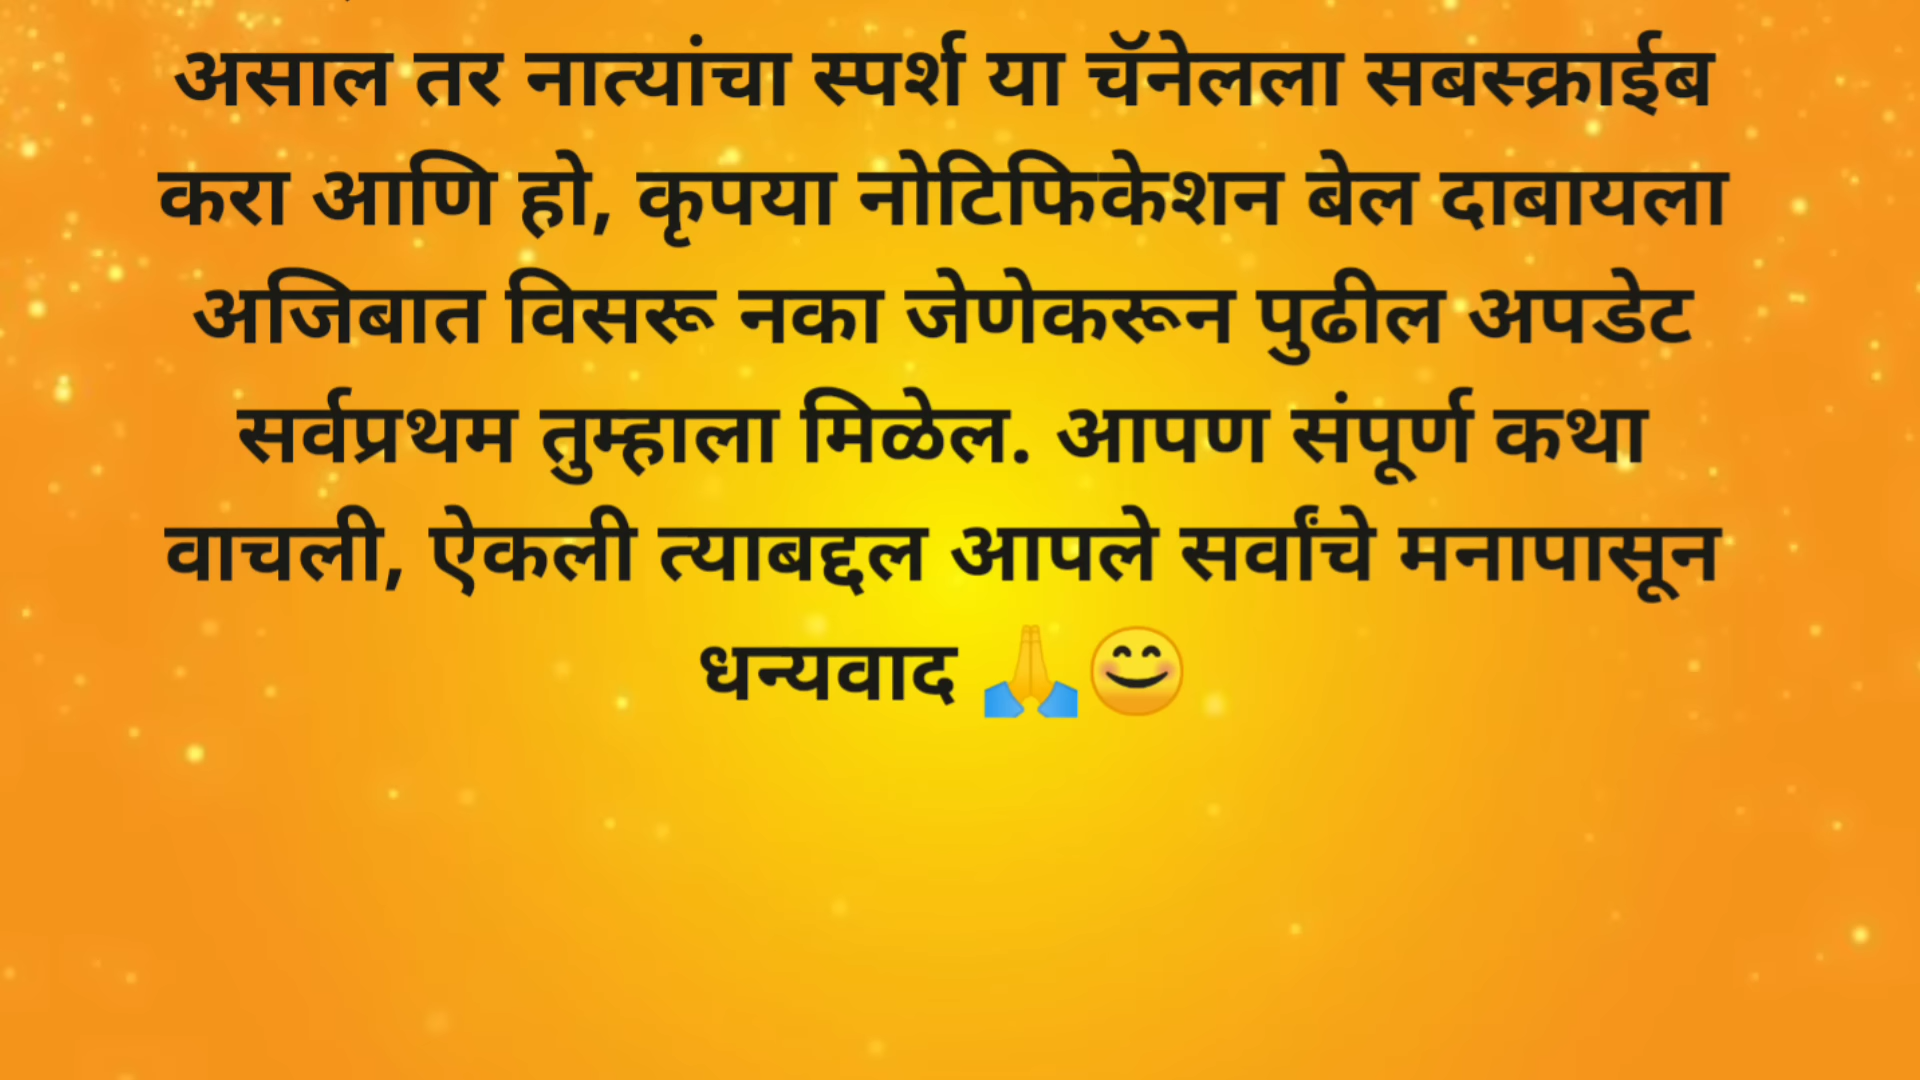 असाल तर नात्यांचा स्पर्श या चॅनेलला सबस्क्राईब
करा आणि हो, कृपया नोटिफिकेशन बेल दाबायला
अजिबात विसरू नका जेणेकरून पुढील अपडेट
सर्वप्रथम तुम्हाला मिळेल. आपण संपूर्ण कथा
वाचली, ऐकली त्याबद्दल आपले सर्वांचे मनापासून
धन्यवाद 🙏😊